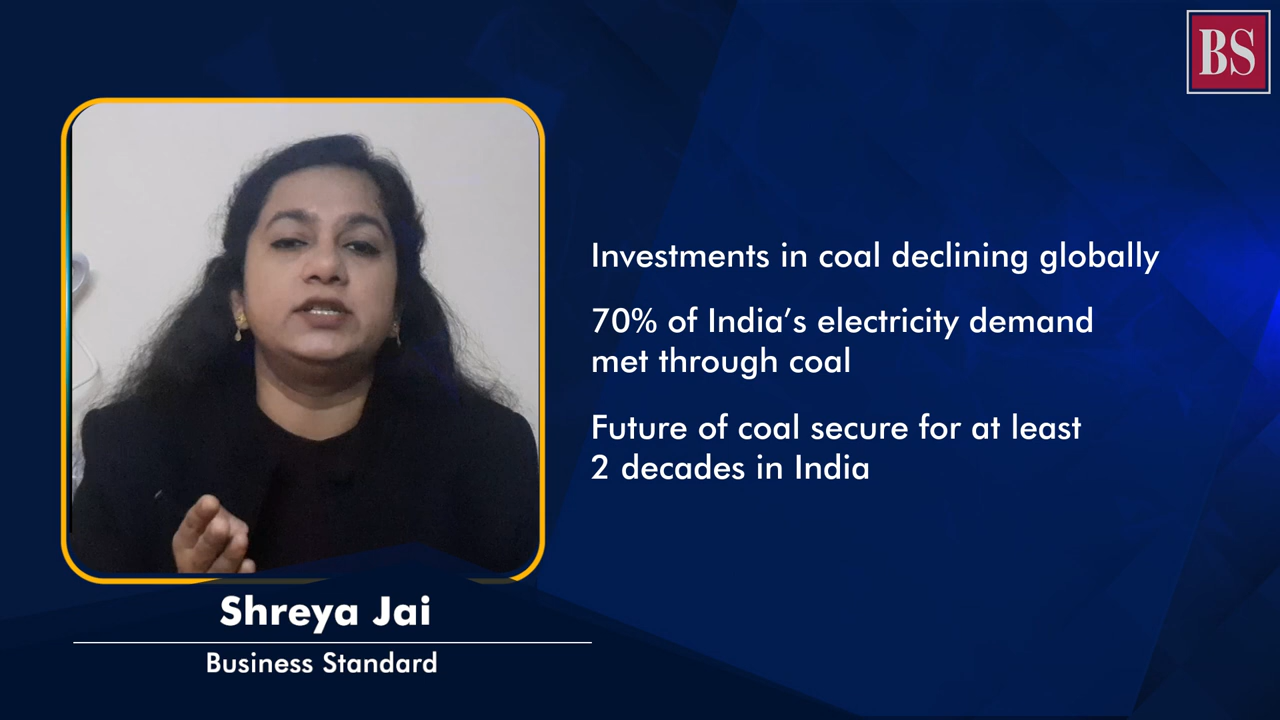 BS
Investments in coal declining globally
70% of India's electricity demand
met through coal
Future of coal secure for at least
2 decades in India
Shreya Jai
Business Standard